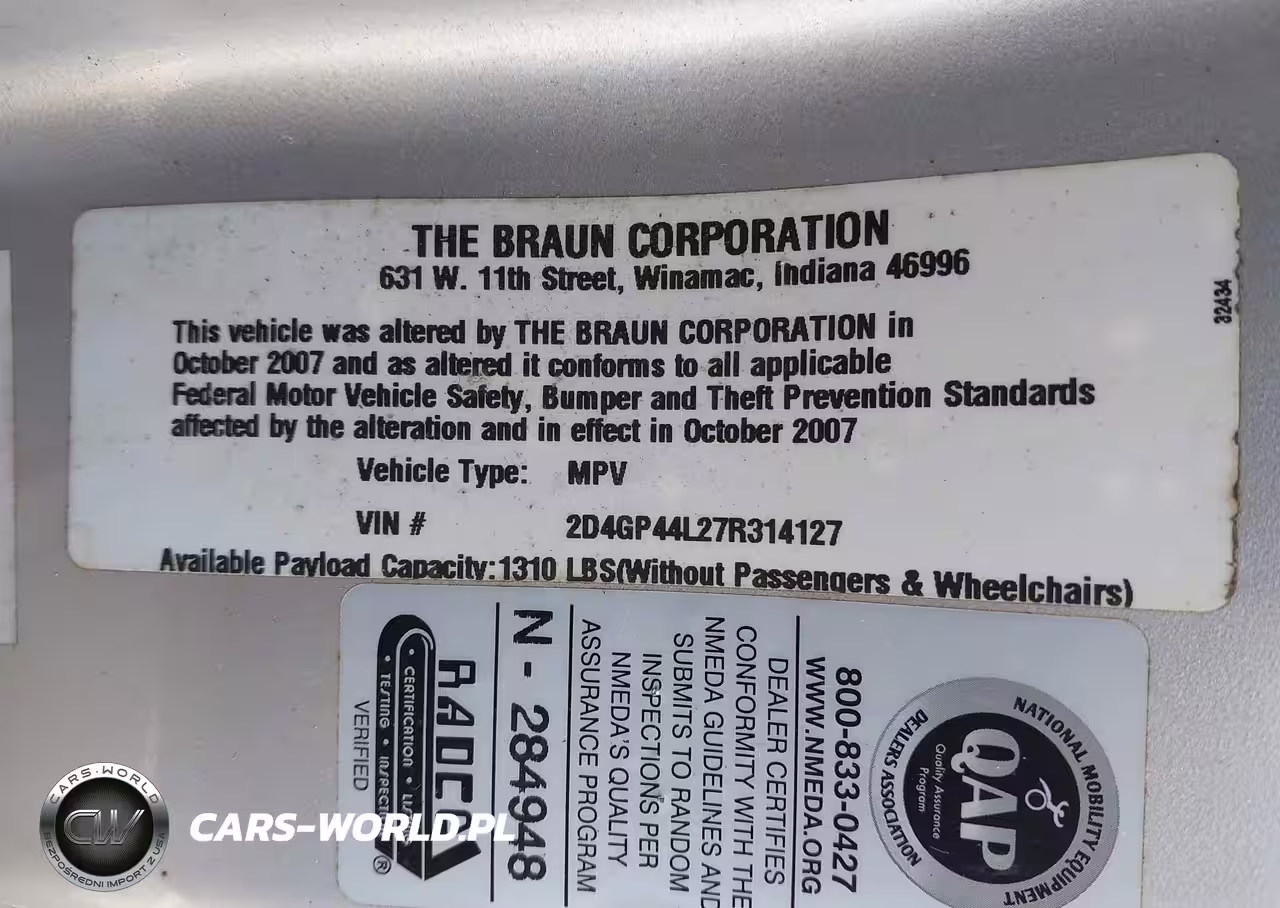 THE BRAUN CORPORATION
631 W. 11th Street, Winamac, Indiana 46996
32434
This vehicle was altered by THE BRAUN CORPORATION in
October 2007 and as altered it conforms to all applicable
Federal Motor Vehicle Safety, Bumper and Theft Prevention Standards
affected by the alteration and in effect in October 2007
Vehicle Type: MPV
VIN # 2D4GP44L27R314127
Available Payload Capacity:1310 LBS(Without Passengers & Wheelchairs)
NATIONAL MOBILITY EQUIPMENT
DEALERS ASSOCIATION
QAP
Quality Assurance
Program
800-833-0427
WWW.NMEDA.ORG
DEALER CERTIFIES
CONFORMITY WITH THE
NMEDA GUIDELINES AND
SUBMITS TO RANDOM
INSPECTIONS PER
NMEDA'S QUALITY
ASSURANCE PROGRAM
N - 284948
RADCO
®
• CERTIFICATION •
• TESTING •
VERIFIED
CARS-WORLD
CW
BEZPOŚREDNI IMPORT Z USA
CARS-WORLD.PL